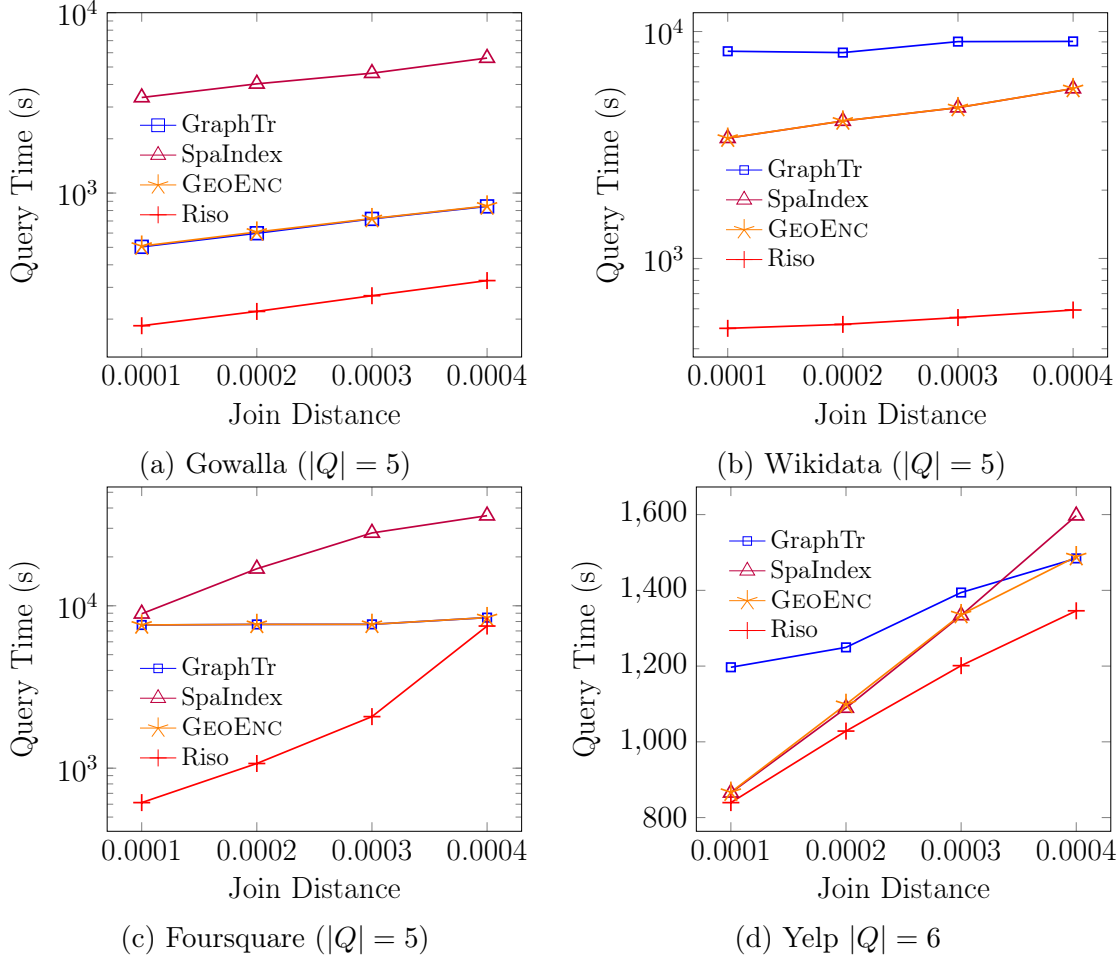 10^4
10^3
Query Time (s)
GraphTr
SpaIndex
GEOENC
Riso
0.0001 0.0002 0.0003 0.0004
Join Distance
(a) Gowalla (|Q| = 5)
10^4
10^3
Query Time (s)
GraphTr
SpaIndex
GEOENC
Riso
0.0001 0.0002 0.0003 0.0004
Join Distance
(b) Wikidata (|Q| = 5)
10^4
10^3
Query Time (s)
GraphTr
SpaIndex
GEOENC
Riso
0.0001 0.0002 0.0003 0.0004
Join Distance
(c) Foursquare (|Q| = 5)
1,600
1,400
1,200
1,000
800
Query Time (s)
GraphTr
SpaIndex
GEOENC
Riso
0.0001 0.0002 0.0003 0.0004
Join Distance
(d) Yelp |Q| = 6